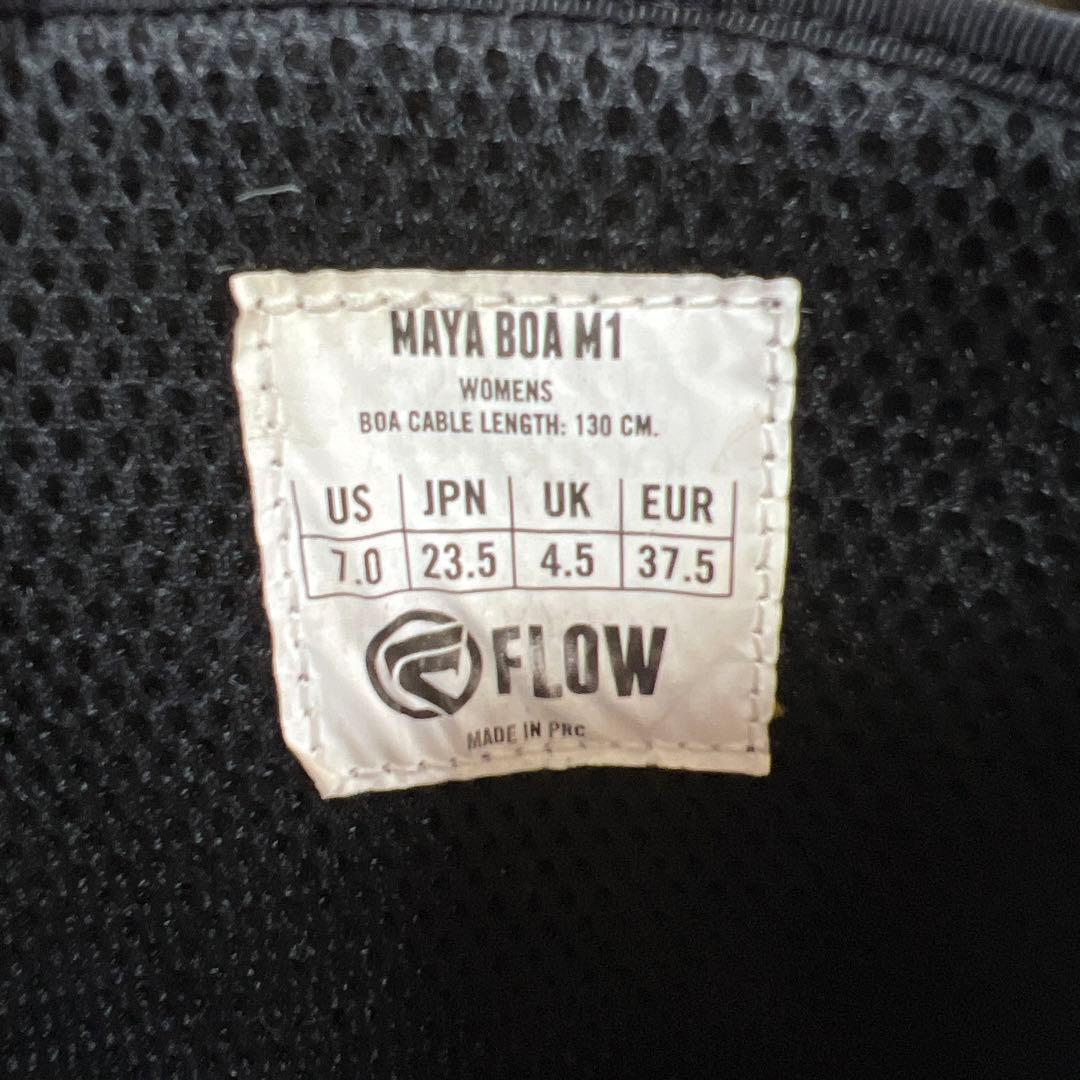 MAYA BOA M1
WOMENS
BOA CABLE LENGTH: 130 CM.
US JPN UK EUR
7.0 23.5 4.5 37.5
FLOW
MADE IN PRC